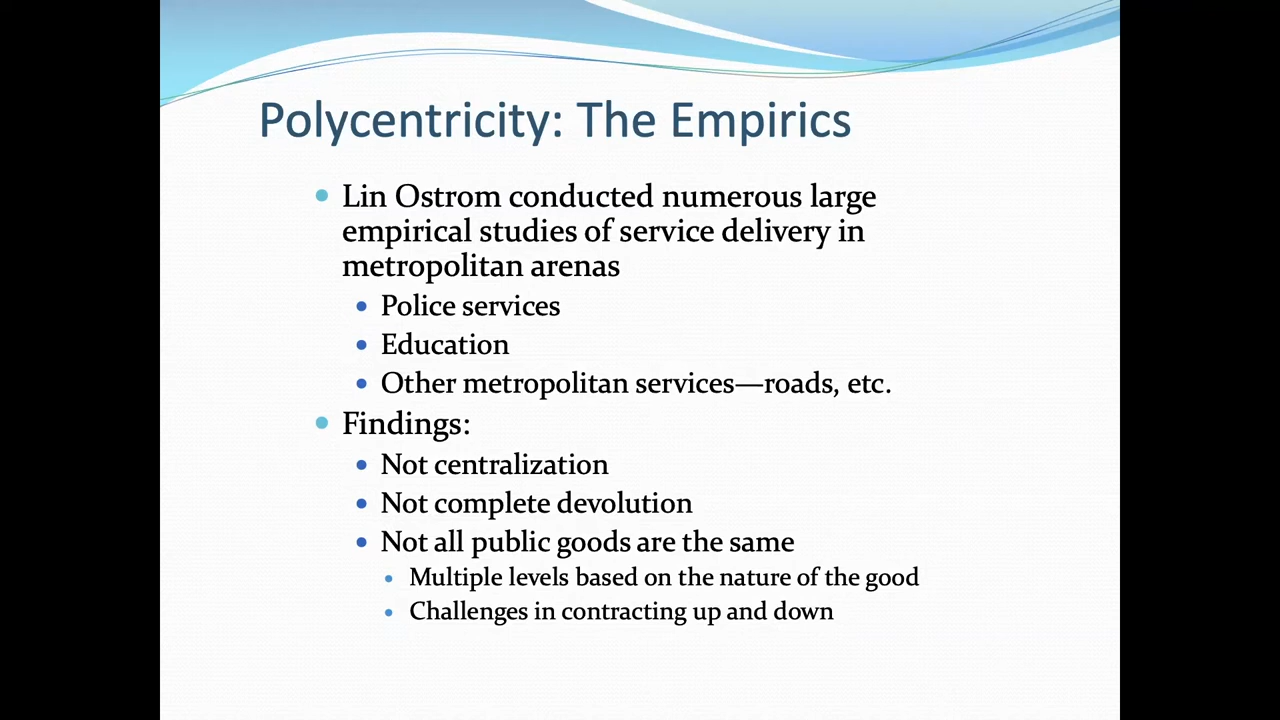 Polycentricity: The Empirics
Lin Ostrom conducted numerous large
empirical studies of service delivery in
metropolitan arenas
Police services
Education
Other metropolitan services—roads, etc.
Findings:
Not centralization
Not complete devolution
Not all public goods are the same
Multiple levels based on the nature of the good
Challenges in contracting up and down